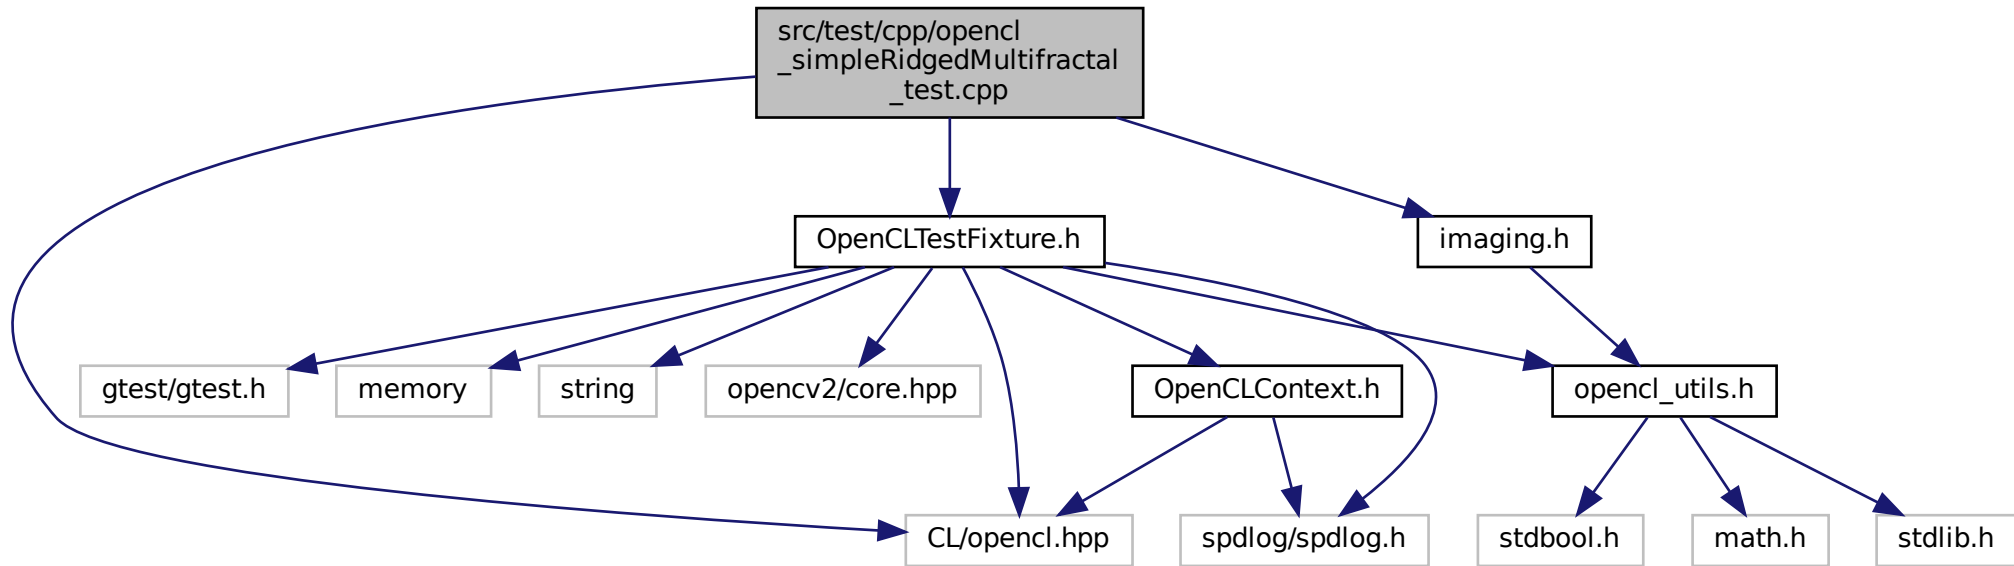 src/test/cpp/opencl
_simpleRidgedMultifractal
_test.cpp
OpenCLTestFixture.h
imaging.h
gtest/gtest.h
memory
string
opencv2/core.hpp
OpenCLContext.h
opencl_utils.h
CL/opencl.hpp
spdlog/spdlog.h
stdbool.h
math.h
stdlib.h